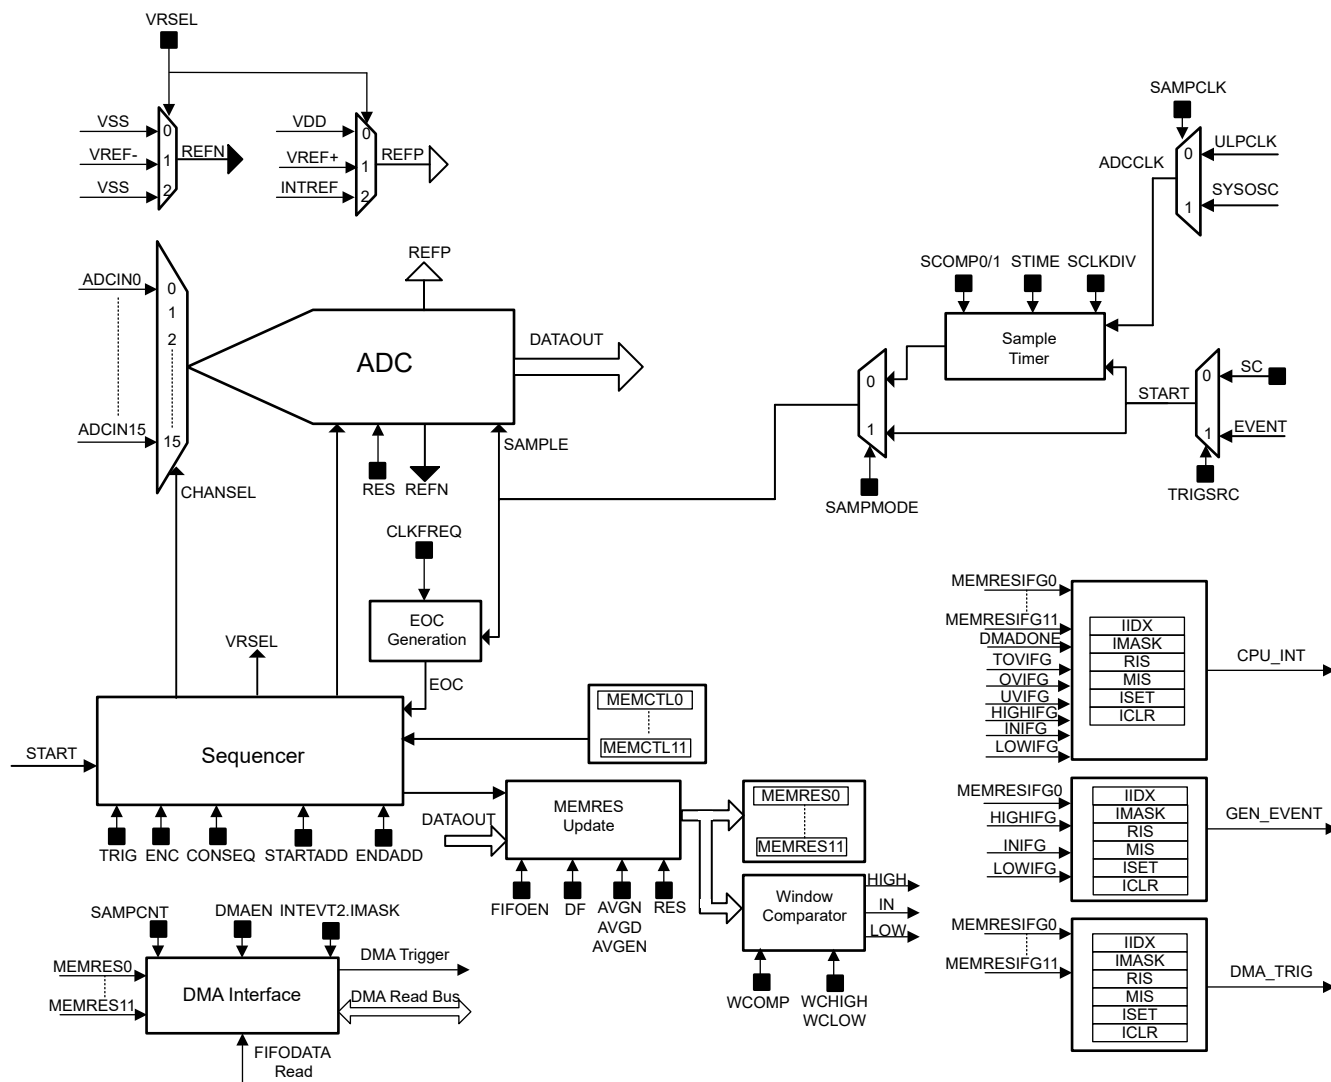 VRSEL
VSS
VREF-
VSS
0
1
2
REFN
VDD
VREF+
INTREF
0
1
2
REFP
SAMPCLK
ULPCLK
SYSOSC
0
1
ADCCLK
SCOMP0/1
STIME
SCLKDIV
Sample
Timer
ADCIN0
ADCIN15
0
1
2
15
CHANSEL
REFP
ADC
DATAOUT
RES
REFN
SAMPLE
0
1
SAMPMODE
START
0
1
SC
EVENT
TRIGSRC
CLKFREQ
EOC
Generation
EOC
VRSEL
START
Sequencer
MEMCTL0
MEMCTL11
TRIG
ENC
CONSEQ
STARTADD
ENDADD
DATAOUT
MEMRES
Update
FIFOEN
DF
AVGN
AVGD
AVGEN
RES
MEMRES0
MEMRES11
Window
Comparator
HIGH
IN
LOW
WCOMP
WCHIGH
WCLOW
SAMPCNT
DMAEN
INTEVT2.IMASK
MEMRES0
MEMRES11
DMA Interface
DMA Trigger
DMA Read Bus
FIFODATA
Read
MEMRESIFG0
MEMRESIFG11
DMADONE
TOVIFG
OVIFG
UVIFG
HIGHIFG
INIFG
LOWIFG
IIDX
IMASK
RIS
MIS
ISET
ICLR
CPU_INT
MEMRESIFG0
HIGHIFG
INIFG
LOWIFG
IIDX
IMASK
RIS
MIS
ISET
ICLR
GEN_EVENT
MEMRESIFG0
MEMRESIFG11
IIDX
IMASK
RIS
MIS
ISET
ICLR
DMA_TRIG